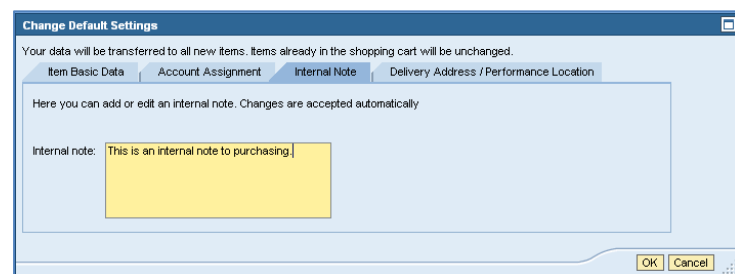 Change Default Settings
Your data will be transferred to all new items. Items already in the shopping cart will be unchanged.
Item Basic Data Account Assignment Internal Note Delivery Address / Performance Location
Here you can add or edit an internal note. Changes are accepted automatically
Internal note: This is an internal note to purchasing.
OK Cancel